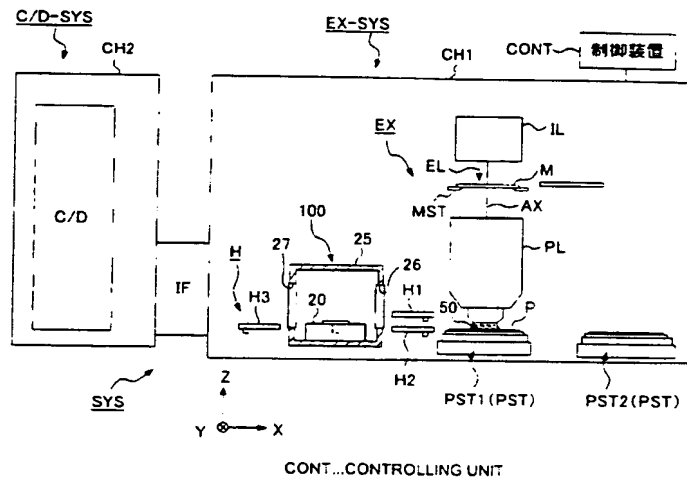 C/D-SYS
EX-SYS
CH2
CH1
CONT
制御装置
EX
IL
EL
M
MST
AX
C/D
100
25
PL
27
H
26
IF
H3
20
H1
50
P
H2
SYS
Z
Y
X
PST1(PST)
PST2(PST)
CONT...CONTROLLING UNIT